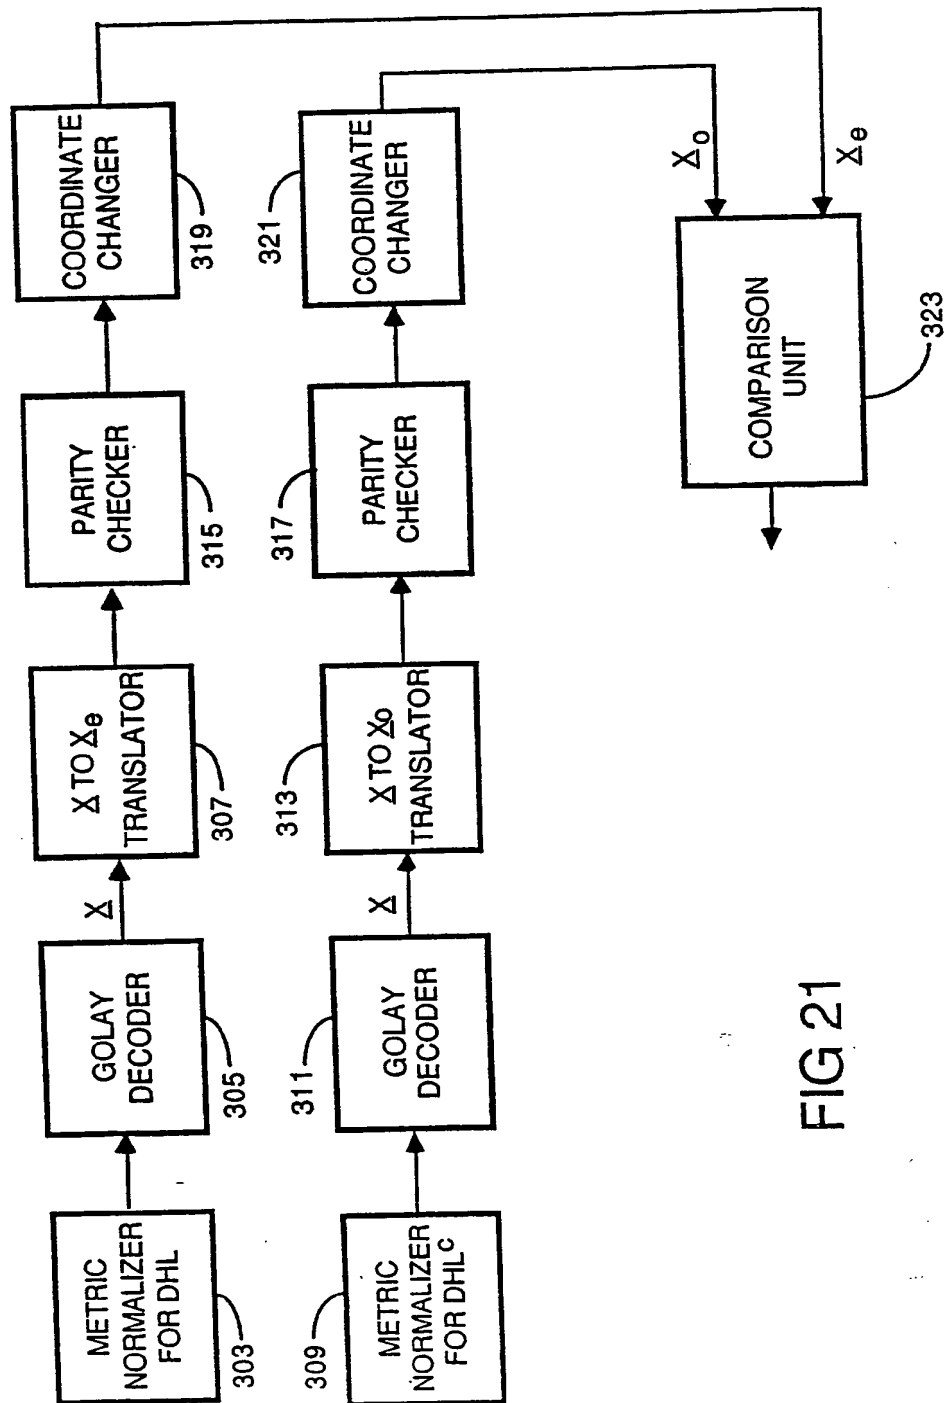 METRIC
NORMALIZER
FOR DHL
303
GOLAY
DECODER
305
X
X TO Xe
TRANSLATOR
307
PARITY
CHECKER
315
COORDINATE
CHANGER
319
METRIC
NORMALIZER
FOR DHLᶜ
309
GOLAY
DECODER
311
X
X TO Xo
TRANSLATOR
313
PARITY
CHECKER
317
COORDINATE
CHANGER
321
Xo
Xe
COMPARISON
UNIT
323
FIG 21